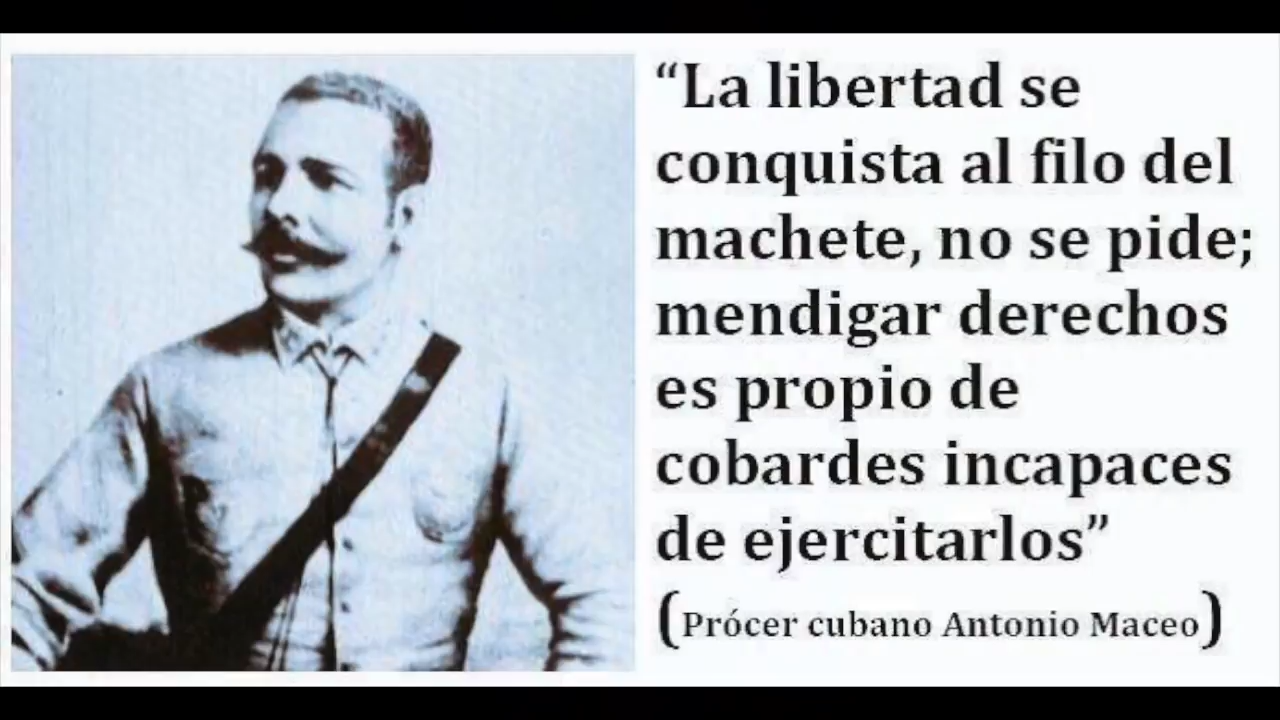 “La libertad se
conquista al filo del
machete, no se pide;
mendigar derechos
es propio de
cobardes incapaces
de ejercitarlos”
(Prócer cubano Antonio Maceo)